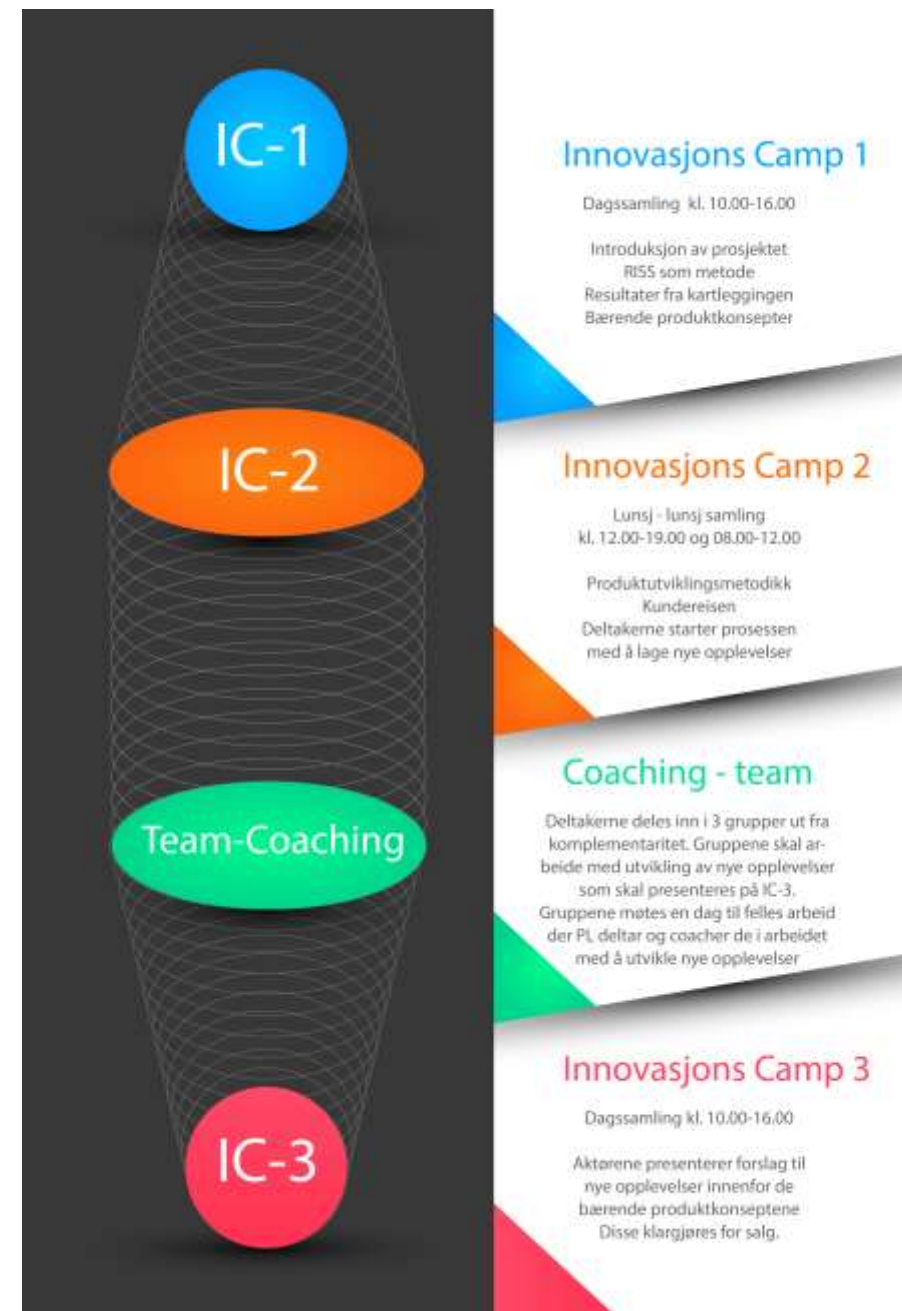 IC-1
Innovasjons Camp 1
Dagssamling kl. 10.00-16.00
Introduksjon av prosjektet
RISS som metode
Resultater fra kartleggingen
Bærende produktkonsepter
IC-2
Innovasjons Camp 2
Lunsj - lunsj samling
kl. 12.00-19.00 og 08.00-12.00
Produktutviklingsmetodikk
Kundereisen
Deltakerne starter prosessen
med å lage nye opplevelser
Team-Coaching
Coaching - team
Deltakerne deles inn i 3 grupper ut fra
komplementaritet. Gruppene skal ar-
beide med utvikling av nye opplevelser
som skal presenteres på IC-3.
Gruppene møtes en dag til felles arbeid
der PL deltar og coacher de i arbeidet
med å utvikle nye opplevelser
IC-3
Innovasjons Camp 3
Dagssamling kl. 10.00-16.00
Aktørene presenterer forslag til
nye opplevelser innenfor de
bærende produktkonseptene
Disse klargjøres for salg.